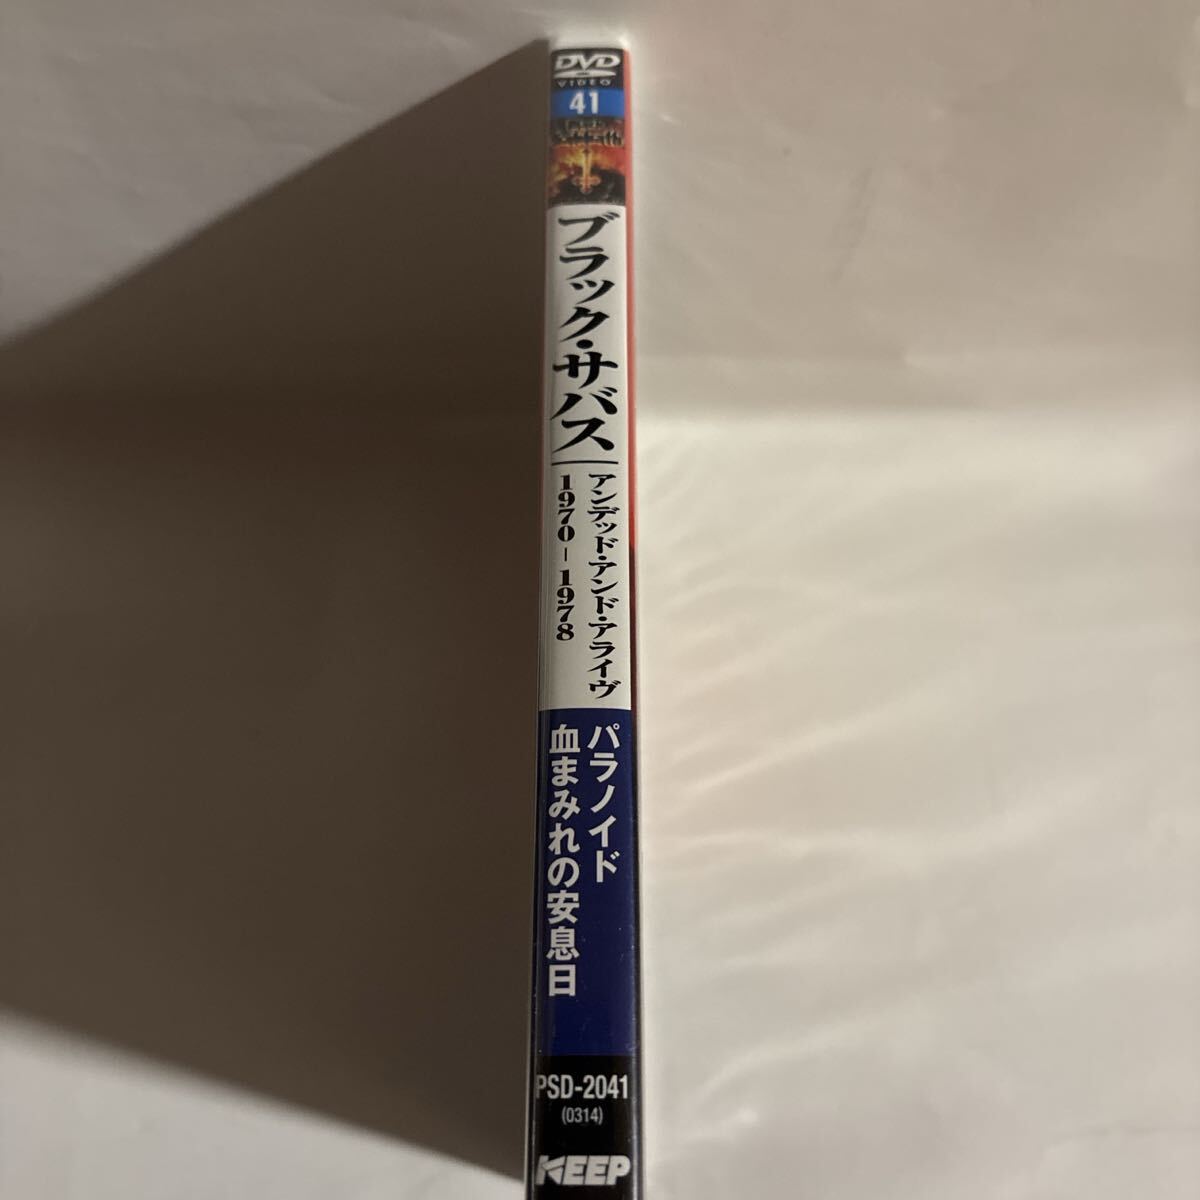 DVD
VIDEO
41
ブラック・サバス
アンデッド・アンド・アライヴ
1970-1978
パラノイド
血まみれの安息日
PSD-2041
(0314)
KEEP